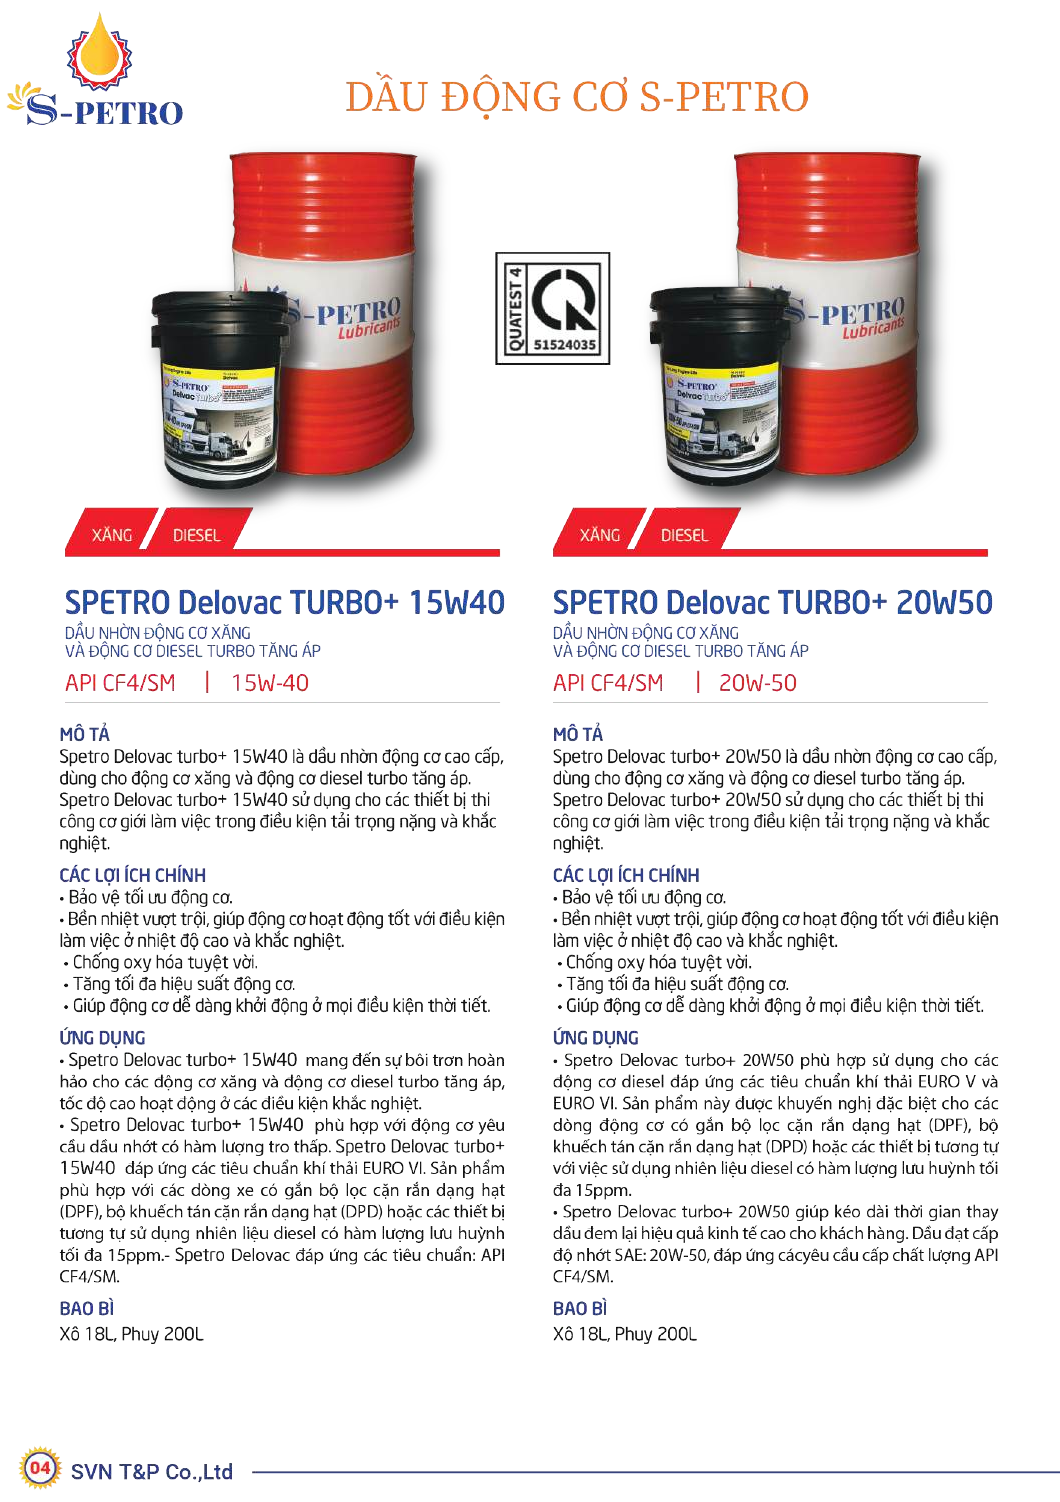 S-PETRO
DẦU ĐỘNG CƠ S-PETRO
S-PETRO
Lubricants
S-PETRO
Delvac Turbo+
QUATEST 4
51524035
S-PETRO
Lubricants
S-PETRO
Delvac Turbo+
XĂNG
DIESEL
SPETRO Delovac TURBO+ 15W40
DẦU NHỜN ĐỘNG CƠ XĂNG
VÀ ĐỘNG CƠ DIESEL TURBO TĂNG ÁP
API CF4/SM | 15W-40
MÔ TẢ
Spetro Delovac turbo+ 15W40 là dầu nhờn động cơ cao cấp,
dùng cho động cơ xăng và động cơ diesel turbo tăng áp.
Spetro Delovac turbo+ 15W40 sử dụng cho các thiết bị thi
công cơ giới làm việc trong điều kiện tải trọng nặng và khắc
nghiệt.
CÁC LỢI ÍCH CHÍNH
• Bảo vệ tối ưu động cơ.
• Bền nhiệt vượt trội, giúp động cơ hoạt động tốt với điều kiện
làm việc ở nhiệt độ cao và khắc nghiệt.
• Chống oxy hóa tuyệt vời.
• Tăng tối đa hiệu suất động cơ.
• Giúp động cơ dễ dàng khởi động ở mọi điều kiện thời tiết.
ỨNG DỤNG
• Spetro Delovac turbo+ 15W40 mang đến sự bôi trơn hoàn
hảo cho các động cơ xăng và động cơ diesel turbo tăng áp,
tốc độ cao hoạt động ở các điều kiện khắc nghiệt.
• Spetro Delovac turbo+ 15W40 phù hợp với động cơ yêu
cầu dầu nhớt có hàm lượng tro thấp. Spetro Delovac turbo+
15W40 đáp ứng các tiêu chuẩn khí thải EURO VI. Sản phẩm
phù hợp với các dòng xe có gắn bộ lọc cặn rắn dạng hạt
(DPF), bộ khuếch tán cặn rắn dạng hạt (DPD) hoặc các thiết bị
tương tự sử dụng nhiên liệu diesel có hàm lượng lưu huỳnh
tối đa 15ppm.- Spetro Delovac đáp ứng các tiêu chuẩn: API
CF4/SM.
BAO BÌ
Xô 18L, Phuy 200L
XĂNG
DIESEL
SPETRO Delovac TURBO+ 20W50
DẦU NHỜN ĐỘNG CƠ XĂNG
VÀ ĐỘNG CƠ DIESEL TURBO TĂNG ÁP
API CF4/SM | 20W-50
MÔ TẢ
Spetro Delovac turbo+ 20W50 là dầu nhờn động cơ cao cấp,
dùng cho động cơ xăng và động cơ diesel turbo tăng áp.
Spetro Delovac turbo+ 20W50 sử dụng cho các thiết bị thi
công cơ giới làm việc trong điều kiện tải trọng nặng và khắc
nghiệt.
CÁC LỢI ÍCH CHÍNH
• Bảo vệ tối ưu động cơ.
• Bền nhiệt vượt trội, giúp động cơ hoạt động tốt với điều kiện
làm việc ở nhiệt độ cao và khắc nghiệt.
• Chống oxy hóa tuyệt vời.
• Tăng tối đa hiệu suất động cơ.
• Giúp động cơ dễ dàng khởi động ở mọi điều kiện thời tiết.
ỨNG DỤNG
• Spetro Delovac turbo+ 20W50 phù hợp sử dụng cho các
động cơ diesel đáp ứng các tiêu chuẩn khí thải EURO V và
EURO VI. Sản phẩm này được khuyến nghị đặc biệt cho các
dòng động cơ có gắn bộ lọc cặn rắn dạng hạt (DPF), bộ
khuếch tán cặn rắn dạng hạt (DPD) hoặc các thiết bị tương tự
với việc sử dụng nhiên liệu diesel có hàm lượng lưu huỳnh tối
đa 15ppm.
• Spetro Delovac turbo+ 20W50 giúp kéo dài thời gian thay
dầu đem lại hiệu quả kinh tế cao cho khách hàng. Dầu đạt cấp
độ nhớt SAE: 20W-50, đáp ứng cácyêu cầu cấp chất lượng API
CF4/SM.
BAO BÌ
Xô 18L, Phuy 200L
04
SVN T&P Co.,Ltd